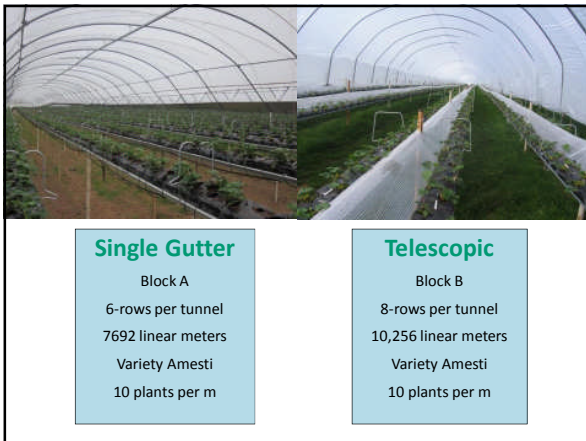 Single Gutter
Block A
6-rows per tunnel
7692 linear meters
Variety Amesti
10 plants per m
Telescopic
Block B
8-rows per tunnel
10,256 linear meters
Variety Amesti
10 plants per m